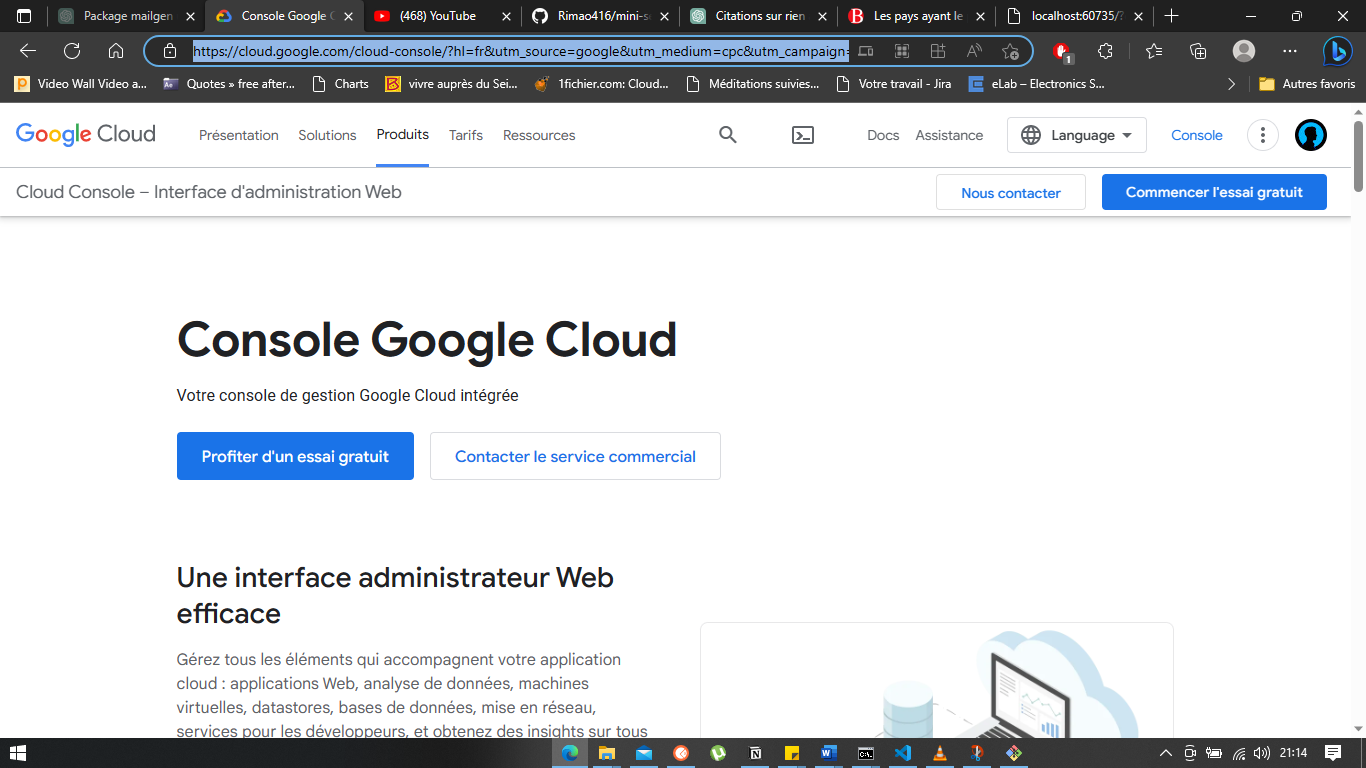 Package mailgen
Console Google C
(468) YouTube
Rimao416/mini-s
Citations sur rien
Les pays ayant le
localhost:60735/?
https://cloud.google.com/cloud-console/?hl=fr&utm_source=google&utm_medium=cpc&utm_campaign=
1
Video Wall Video a...
Quotes » free after...
Charts
vivre auprès du Sei...
1fichier.com: Cloud...
Méditations suivies...
Votre travail - Jira
eLab – Electronics S...
Autres favoris
Google Cloud
Présentation
Solutions
Produits
Tarifs
Ressources
Docs
Assistance
Language
Console
Cloud Console – Interface d'administration Web
Nous contacter
Commencer l'essai gratuit
Console Google Cloud
Votre console de gestion Google Cloud intégrée
Profiter d'un essai gratuit
Contacter le service commercial
Une interface administrateur Web
efficace
Gérez tous les éléments qui accompagnent votre application
cloud : applications Web, analyse de données, machines
virtuelles, datastores, bases de données, mise en réseau,
services pour les développeurs, et obtenez des insights sur tous
21:14